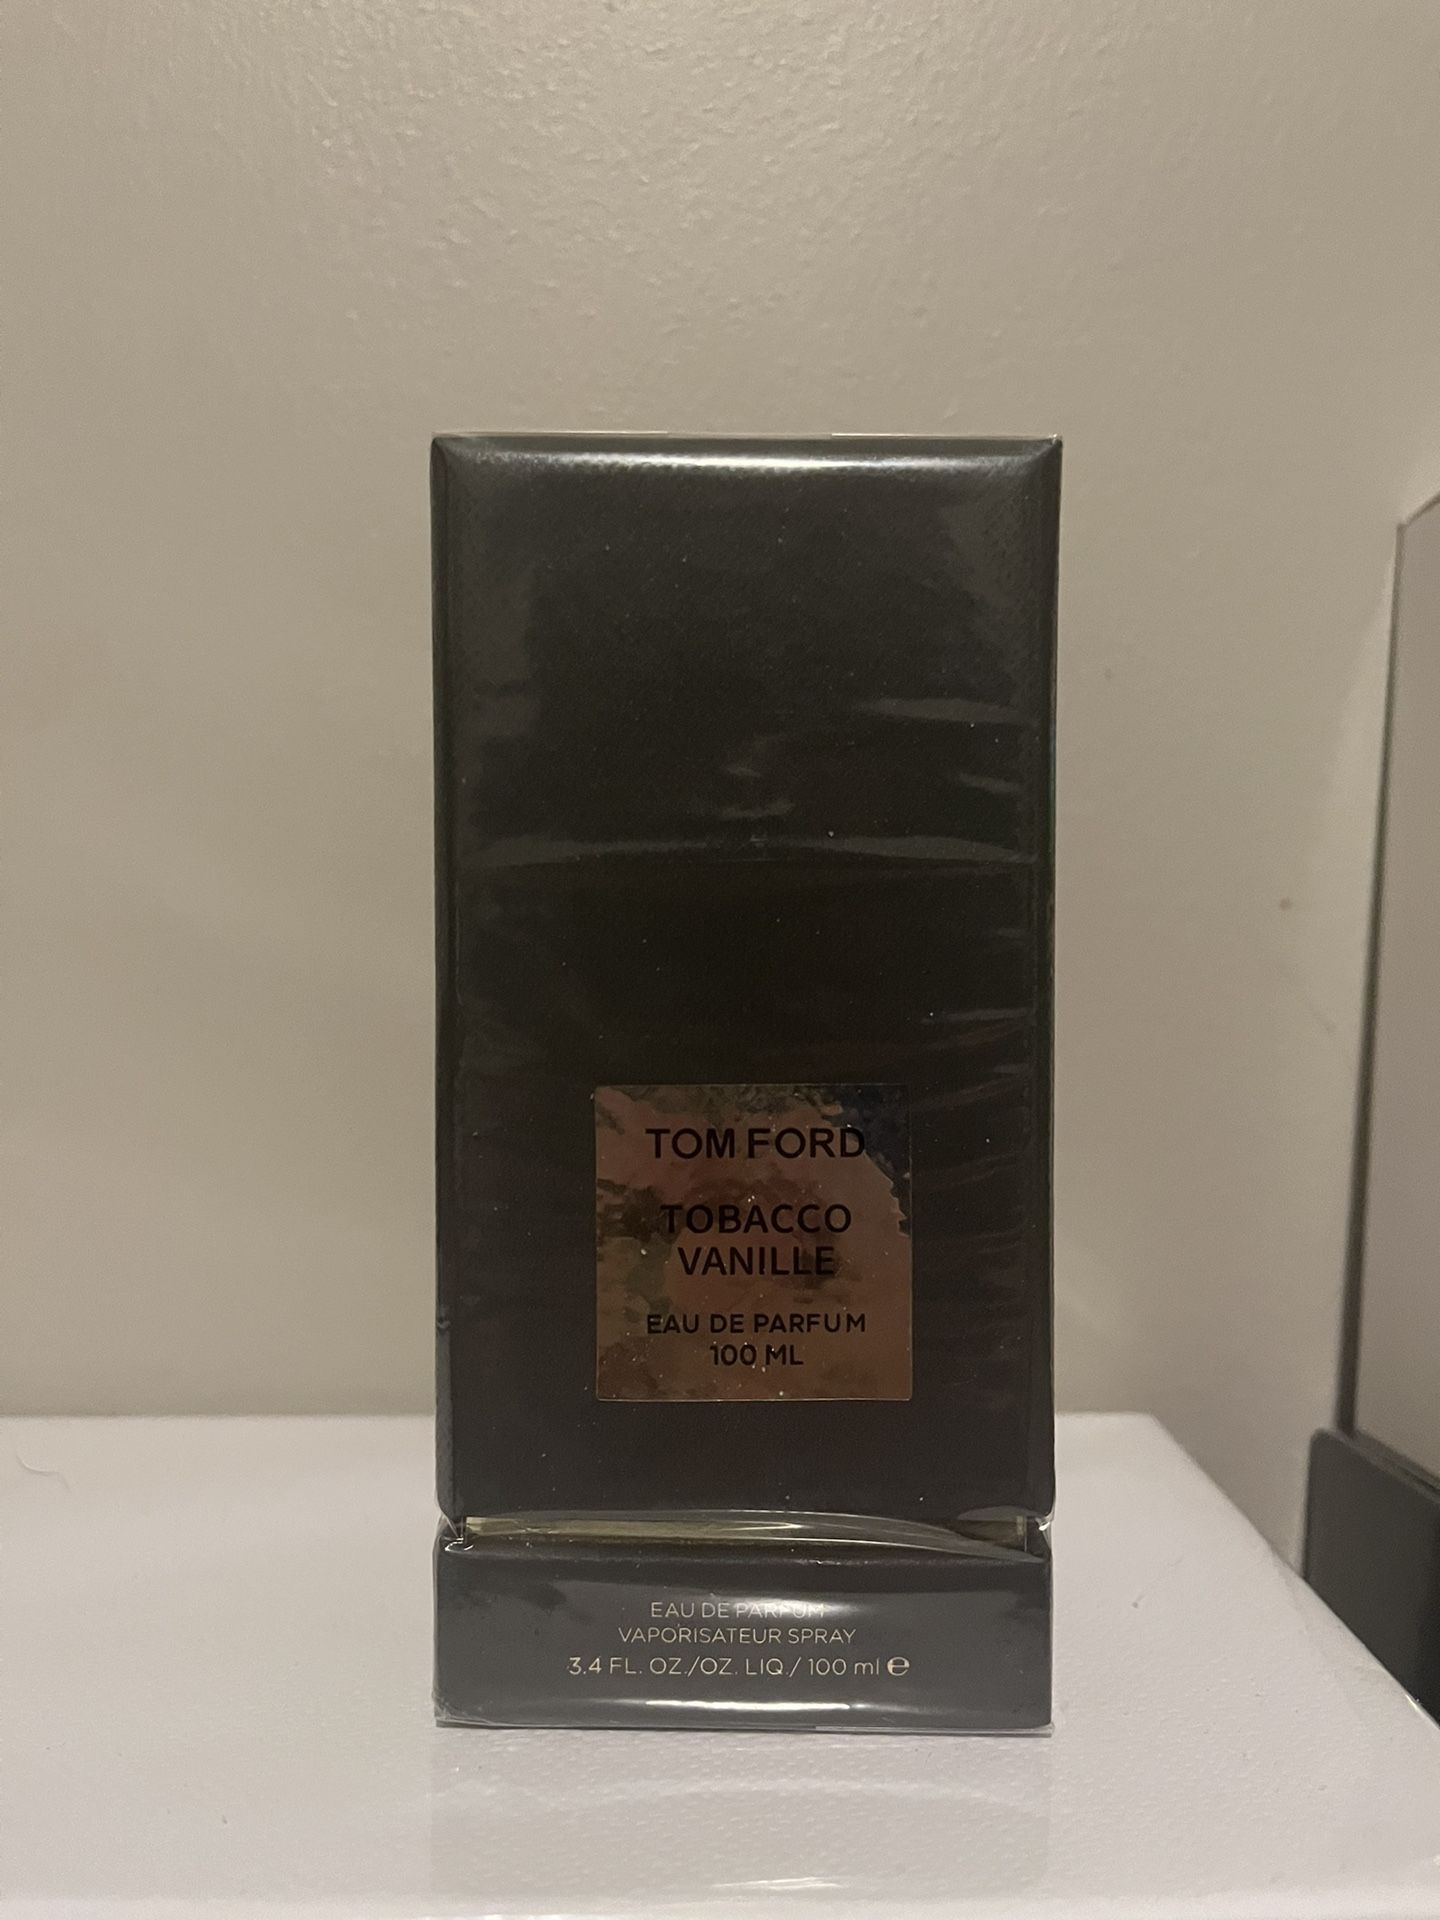 TOM FORD
TOBACCO
VANILLE
EAU DE PARFUM
100 ML
EAU DE PARFUM
VAPORISATEUR SPRAY
3.4 FL. OZ./OZ. LIQ./ 100 ml ℮